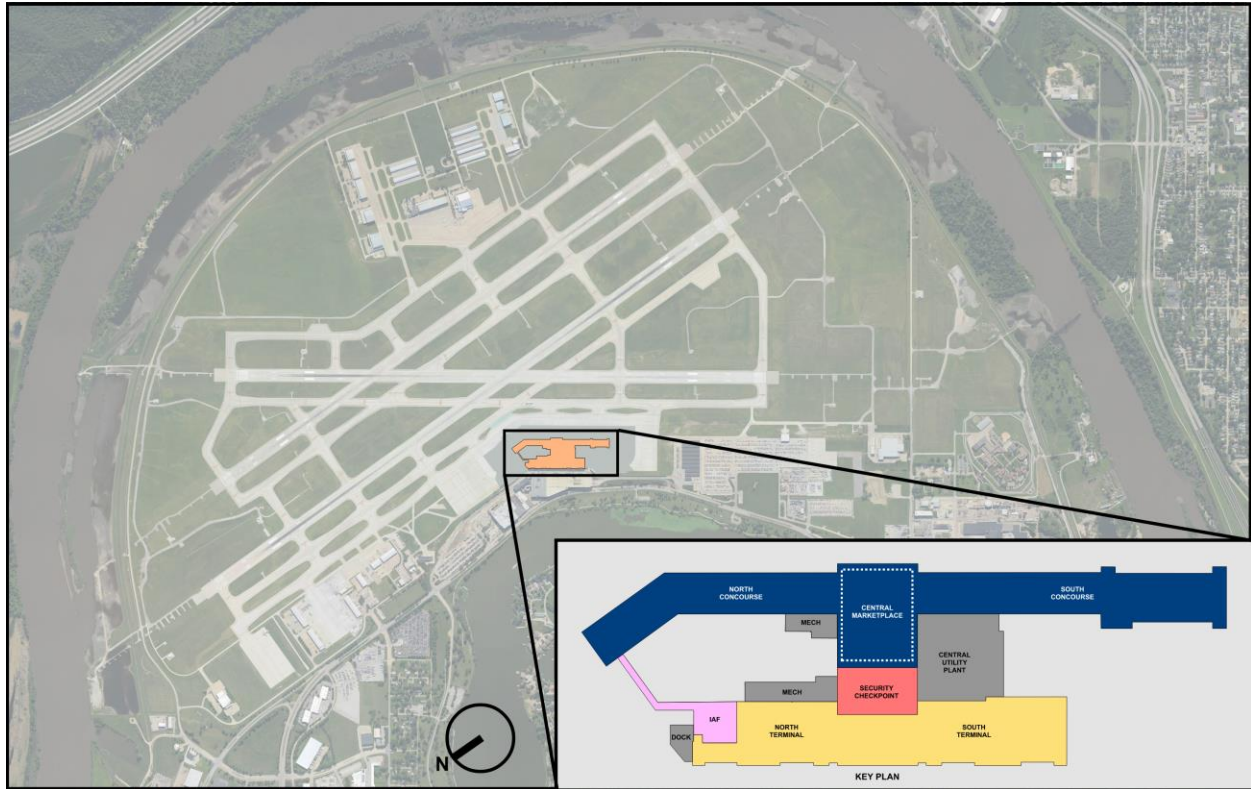 NORTH
CONCOURSE
CENTRAL
MARKETPLACE
SOUTH
CONCOURSE
MECH
CENTRAL
UTILITY
PLANT
MECH
SECURITY
CHECKPOINT
IAF
DOCK
NORTH
TERMINAL
SOUTH
TERMINAL
N
KEY PLAN